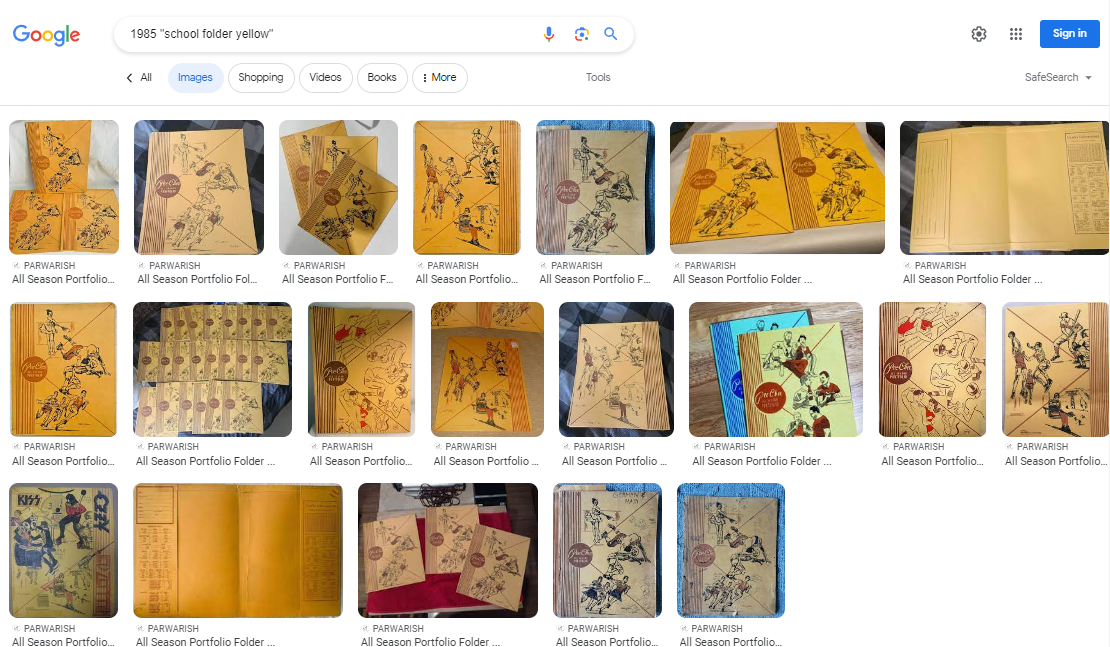 Google
1985 "school folder yellow"
Sign in
All Images Shopping Videos Books More Tools SafeSearch
PARWARISH PARWARISH PARWARISH PARWARISH PARWARISH PARWARISH PARWARISH
All Season Portfolio... All Season Portfolio Fol... All Season Portfolio F... All Season Portfolio... All Season Portfolio F... All Season Portfolio Folder ... All Season Portfolio Folder ...
Pee-Chee
PARWARISH PARWARISH PARWARISH PARWARISH PARWARISH PARWARISH PARWARISH PARWARISH
All Season Portfolio... All Season Portfolio Folder ... All Season Portfolio... All Season Portfolio ... All Season Portfolio ... All Season Portfolio Folder ... All Season Portfolio... All Season Portfolio...
KISS
PARWARISH PARWARISH PARWARISH PARWARISH PARWARISH
All Season Portfolio... All Season Portfolio Folder ... All Season Portfolio Folder ... All Season Portfolio... All Season Portfolio...